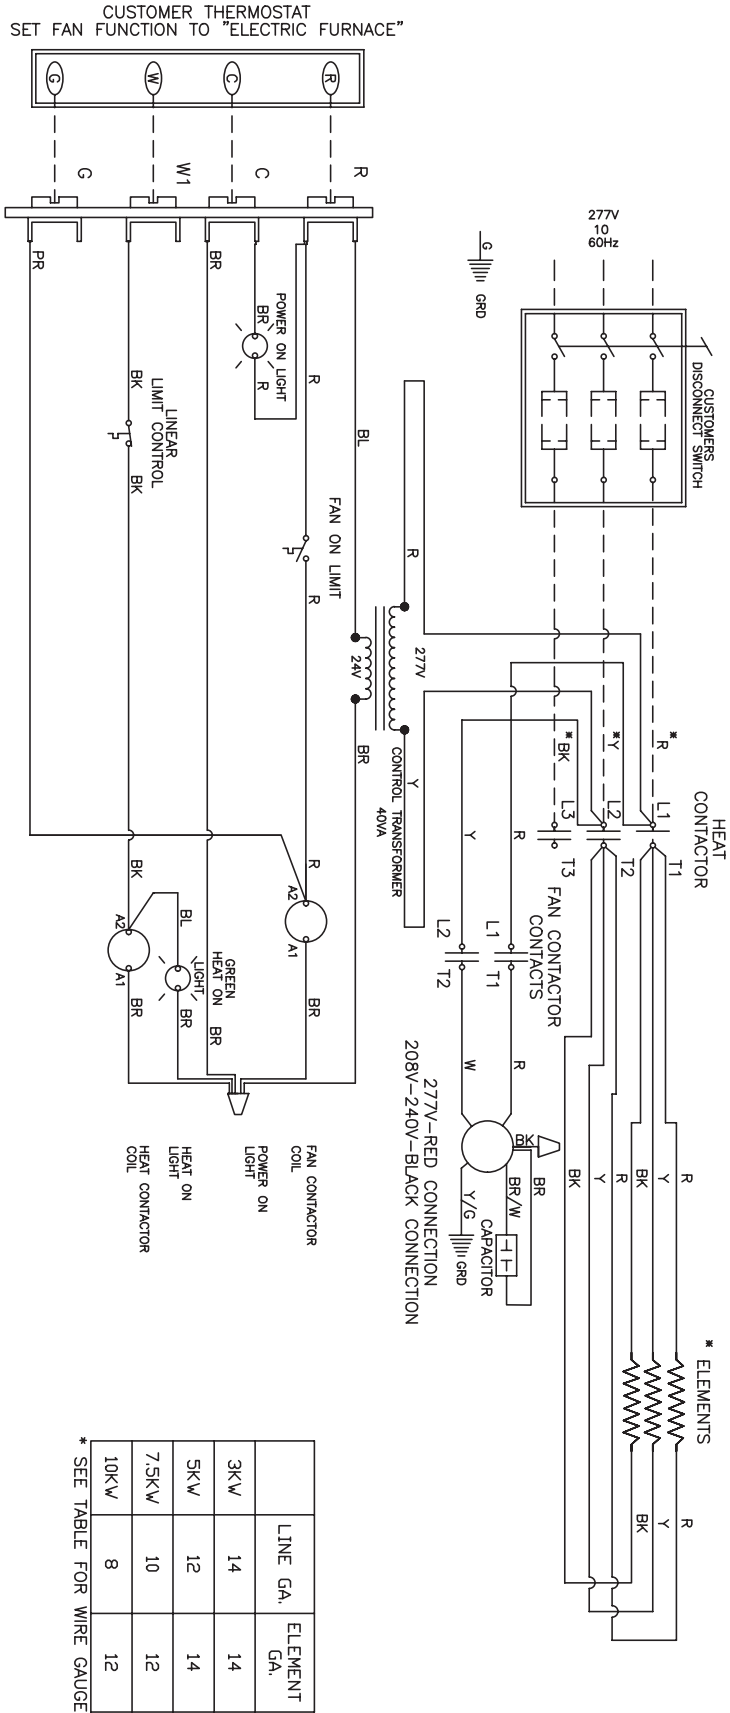 CUSTOMER THERMOSTAT
SET FAN FUNCTION TO "ELECTRIC FURNACE"
G
W
C
R
G
W1
C
R
277V
10
60Hz
G
GRD
CUSTOMERS
DISCONNECT SWITCH
PR
BK
LINEAR
LIMIT CONTROL
BK
BR
BR
POWER ON LIGHT
R
R
BL
FAN ON LIMIT
R
R
277V
24V
CONTROL TRANSFORMER
40VA
BR
Y
* R
* Y
* BK
HEAT
CONTACTOR
L1
L2
L3
T1
T2
T3
Y
R
FAN CONTACTOR
CONTACTS
L1
L2
T1
T2
BK
A2
A1
BL
GREEN
HEAT ON
LIGHT
R
A2
A1
BR
BR
BR
BR
W
R
277V-RED CONNECTION
208V-240V-BLACK CONNECTION
BK
BR
BR/W
Y/G
GRD
CAPACITOR
FAN CONTACTOR
COIL
POWER ON
LIGHT
HEAT ON
LIGHT
HEAT CONTACTOR
COIL
BK
Y
R
BK
Y
R
* ELEMENTS
BK
Y
R
LINE GA.
ELEMENT
GA.
3KW 14 14
5KW 12 14
7.5KW 10 12
10KW 8 12
* SEE TABLE FOR WIRE GAUGE